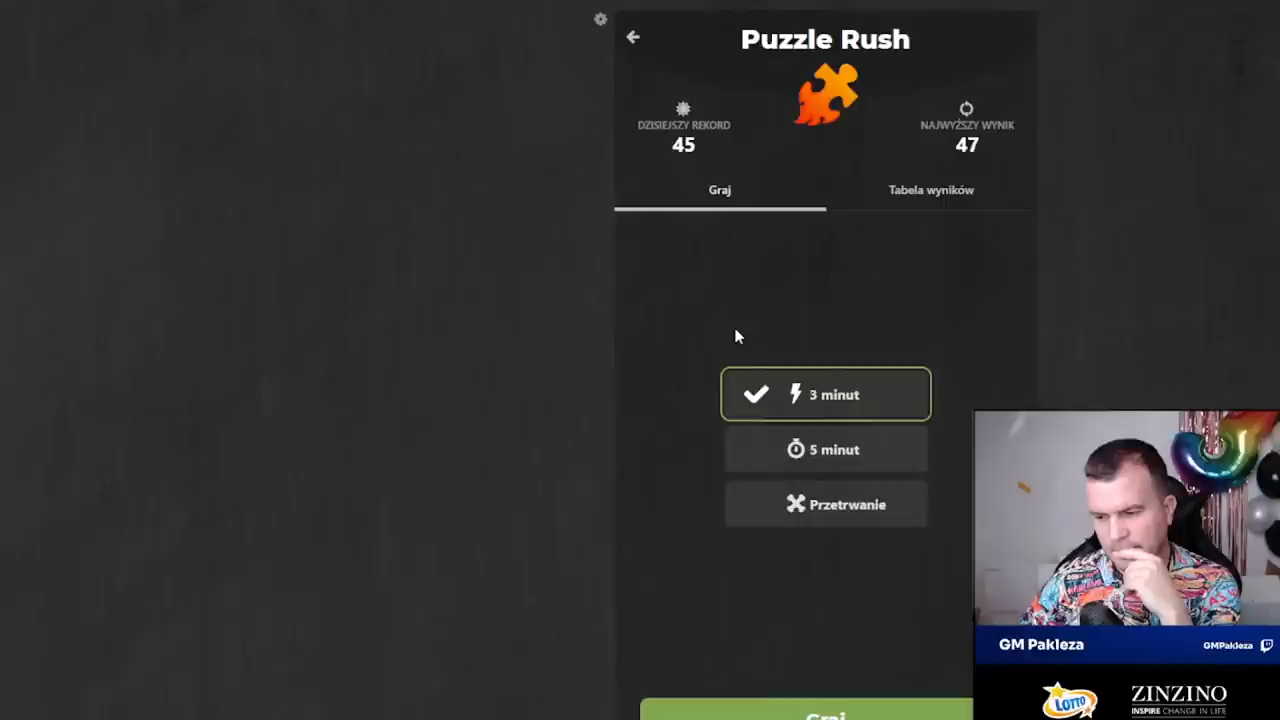 Puzzle Rush
DZISIEJSZY REKORD
45
NAJWYŻSZY WYNIK
47
Graj
Tabela wyników
3 minut
5 minut
Przetrwanie
Graj
GM Pakleza
GMPakleza
LOTTO
ZINZINO
INSPIRE CHANGE IN LIFE